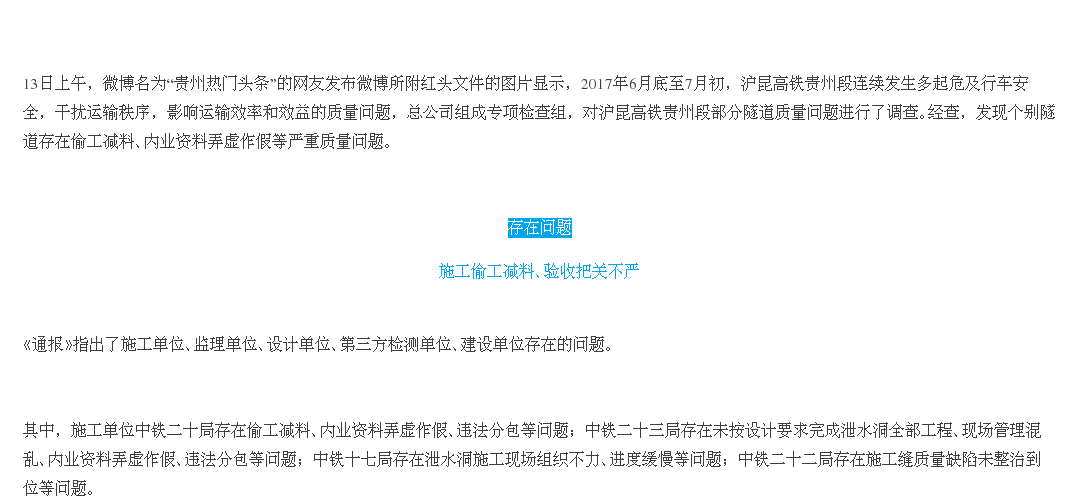 13日上午，微博名为“贵州热门头条”的网友发布微博所附红头文件的图片显示，2017年6月底至7月初，沪昆高铁贵州段连续发生多起危及行车安
全，干扰运输秩序，影响运输效率和效益的质量问题，总公司组成专项检查组，对沪昆高铁贵州段部分隧道质量问题进行了调查。经查，发现个别隧
道存在偷工减料、内业资料弄虚作假等严重质量问题。
存在问题
施工偷工减料、验收把关不严
《通报》指出了施工单位、监理单位、设计单位、第三方检测单位、建设单位存在的问题。
其中，施工单位中铁二十局存在偷工减料、内业资料弄虚作假、违法分包等问题；中铁二十三局存在未按设计要求完成泄水洞全部工程、现场管理混
乱、内业资料弄虚作假、违法分包等问题；中铁十七局存在泄水洞施工现场组织不力、进度缓慢等问题；中铁二十二局存在施工缝质量缺陷未整治到
位等问题。